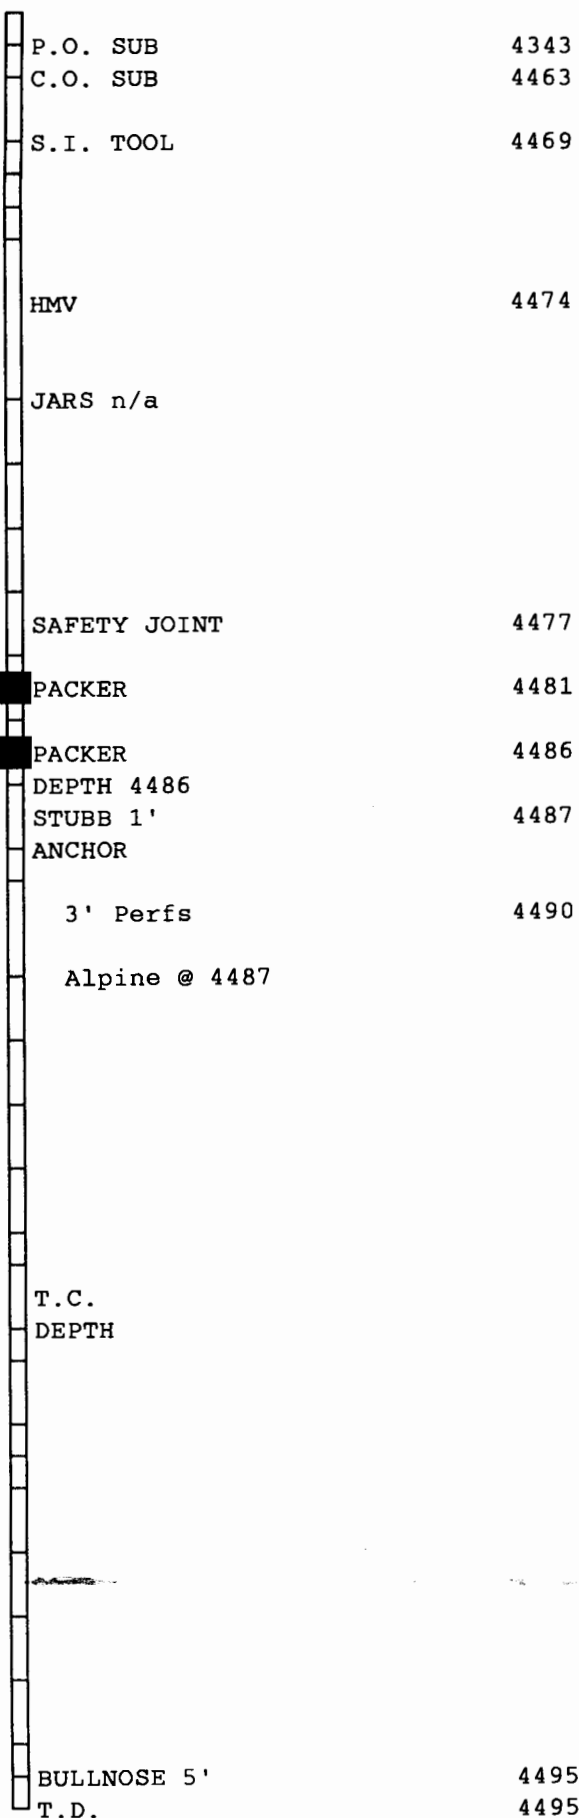 P.O. SUB 4343
C.O. SUB 4463
S.I. TOOL 4469
HMV 4474
JARS n/a
SAFETY JOINT 4477
PACKER 4481
PACKER 4486
DEPTH 4486
STUBB 1' 4487
ANCHOR
3' Perfs 4490
Alpine @ 4487
T.C.
DEPTH
BULLNOSE 5' 4495
T.D. 4495